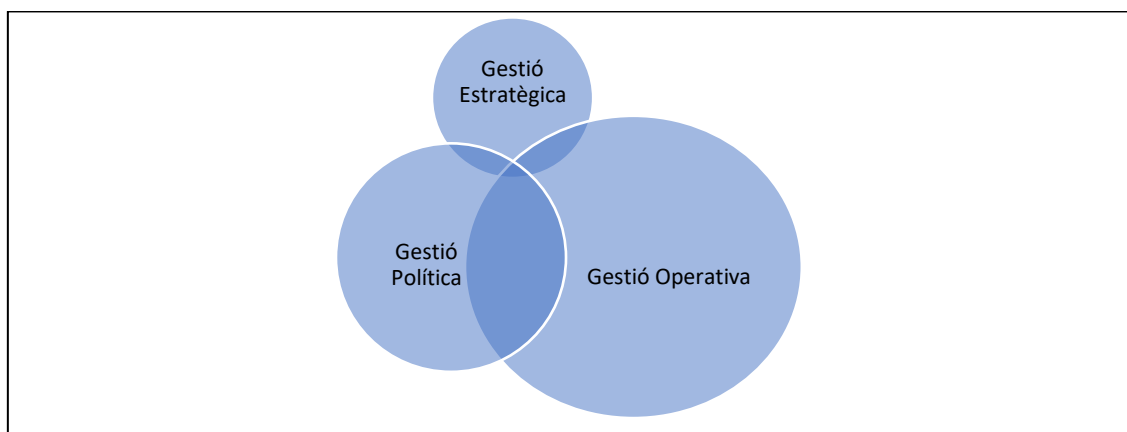 Gestió
Estratègica
Gestió
Política
Gestió Operativa